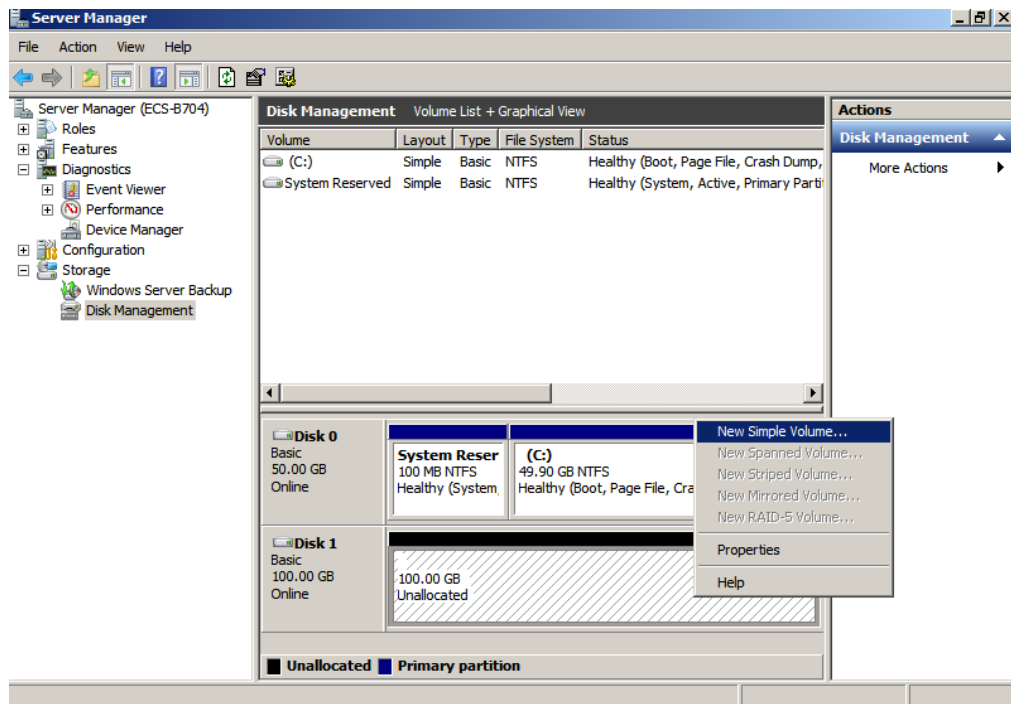 Server Manager
File Action View Help
Server Manager (ECS-B704)
Roles
Features
Diagnostics
Event Viewer
Performance
Device Manager
Configuration
Storage
Windows Server Backup
Disk Management
Disk Management Volume List + Graphical View
Volume Layout Type File System Status
(C:) Simple Basic NTFS Healthy (Boot, Page File, Crash Dump,
System Reserved Simple Basic NTFS Healthy (System, Active, Primary Parti
Disk 0
Basic
50.00 GB
Online
System Reser
100 MB NTFS
Healthy (System,
(C:)
49.90 GB NTFS
Healthy (Boot, Page File, Cra
Disk 1
Basic
100.00 GB
Online
100.00 GB
Unallocated
Unallocated Primary partition
New Simple Volume...
New Spanned Volume...
New Striped Volume...
New Mirrored Volume...
New RAID-5 Volume...
Properties
Help
Actions
Disk Management
More Actions